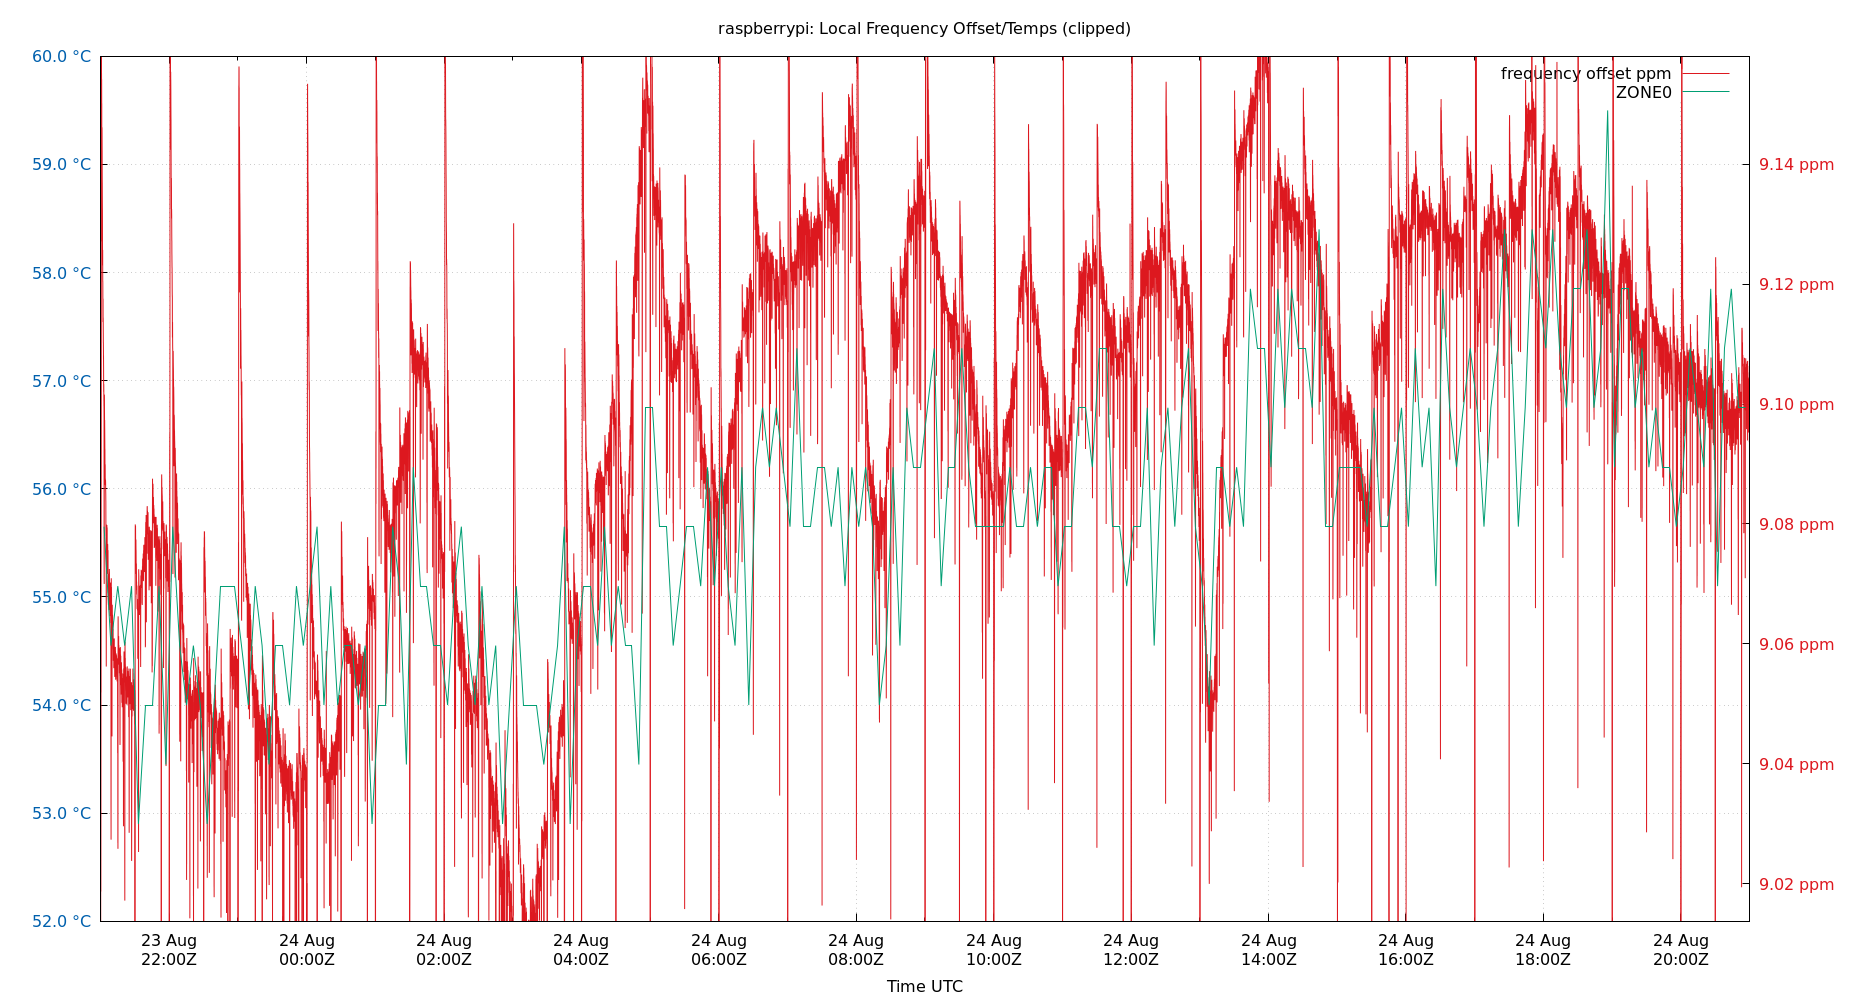 raspberrypi: Local Frequency Offset/Temps (clipped)
frequency offset ppm
ZONE0
60.0 °C
59.0 °C
58.0 °C
57.0 °C
56.0 °C
55.0 °C
54.0 °C
53.0 °C
52.0 °C
9.14 ppm
9.12 ppm
9.10 ppm
9.08 ppm
9.06 ppm
9.04 ppm
9.02 ppm
23 Aug 24 Aug 24 Aug 24 Aug 24 Aug 24 Aug 24 Aug 24 Aug 24 Aug 24 Aug 24 Aug 24 Aug
22:00Z 00:00Z 02:00Z 04:00Z 06:00Z 08:00Z 10:00Z 12:00Z 14:00Z 16:00Z 18:00Z 20:00Z
Time UTC